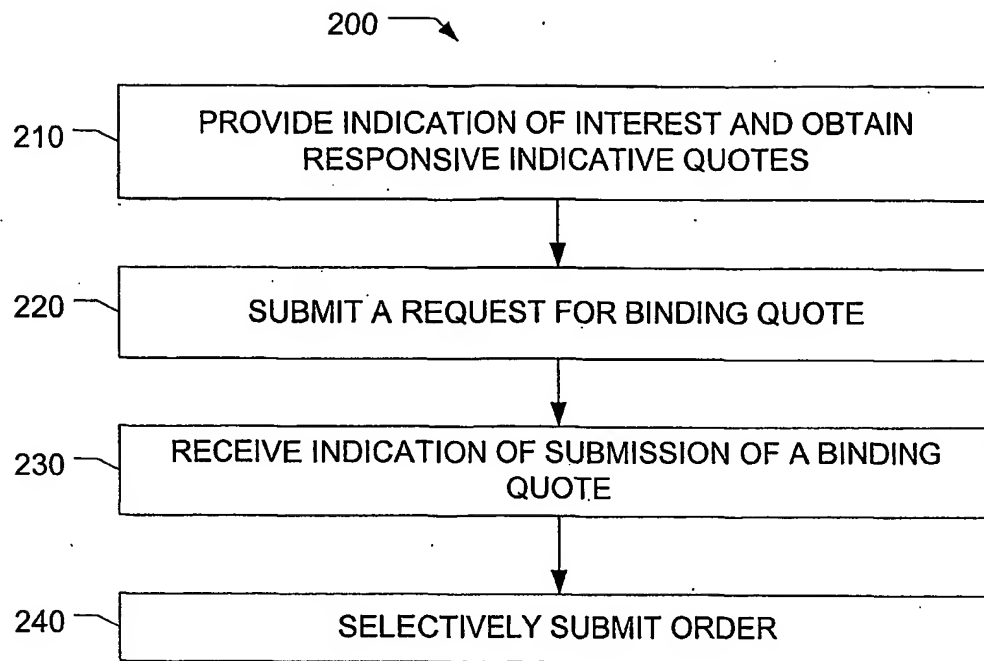 200
210
PROVIDE INDICATION OF INTEREST AND OBTAIN
RESPONSIVE INDICATIVE QUOTES
220
SUBMIT A REQUEST FOR BINDING QUOTE
230
RECEIVE INDICATION OF SUBMISSION OF A BINDING
QUOTE
240
SELECTIVELY SUBMIT ORDER